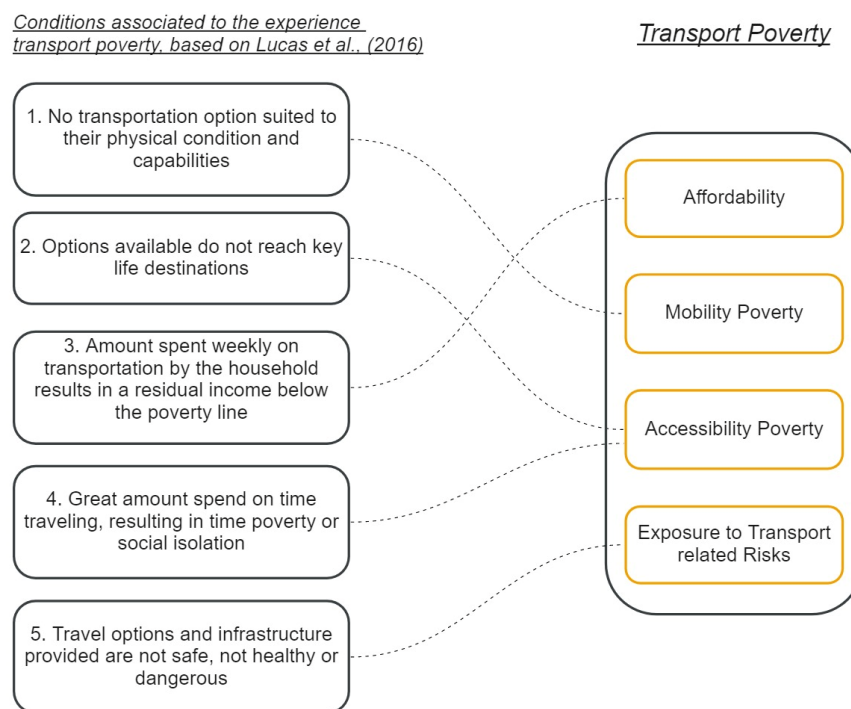 Conditions associated to the experience
transport poverty, based on Lucas et al., (2016)
Transport Poverty
1. No transportation option suited to
their physical condition and
capabilities
2. Options available do not reach key
life destinations
3. Amount spent weekly on
transportation by the household
results in a residual income below
the poverty line
4. Great amount spend on time
traveling, resulting in time poverty or
social isolation
5. Travel options and infrastructure
provided are not safe, not healthy or
dangerous
Affordability
Mobility Poverty
Accessibility Poverty
Exposure to Transport
related Risks